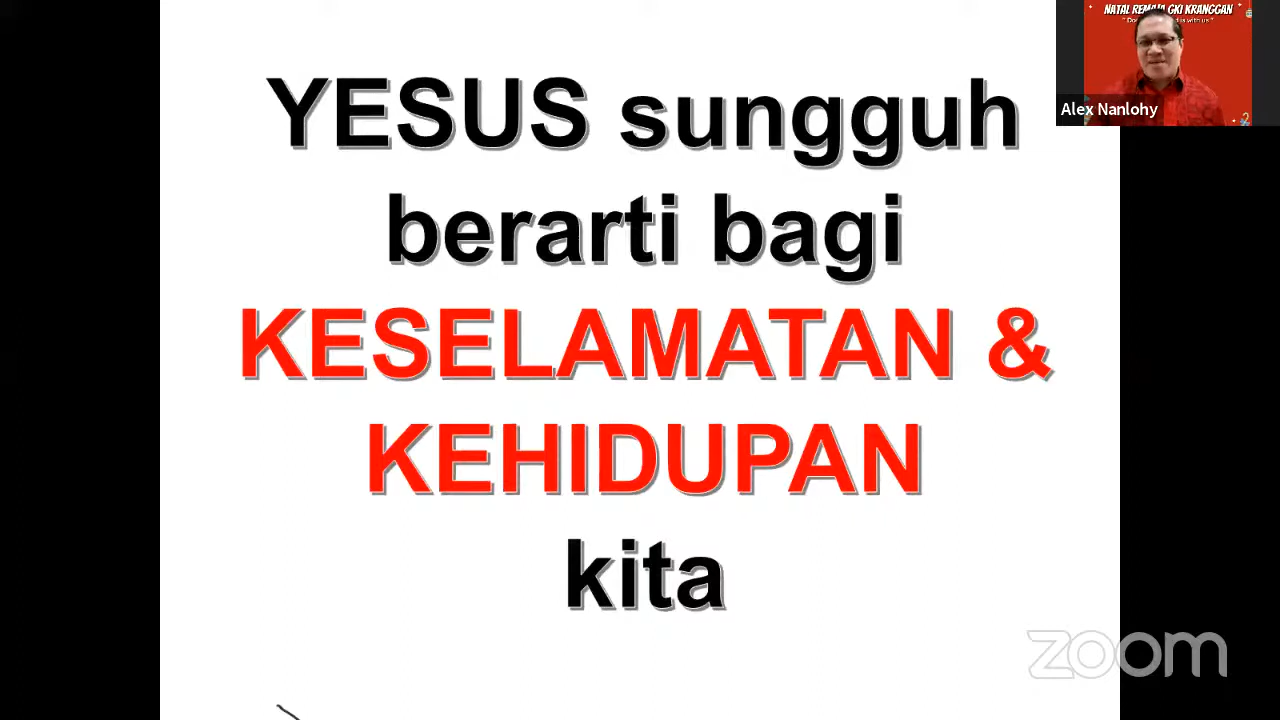 NATAL REMAJA GKI KRANGGAN
Alex Nanlohy
YESUS sungguh
berarti bagi
KESELAMATAN &
KEHIDUPAN
kita
zoom